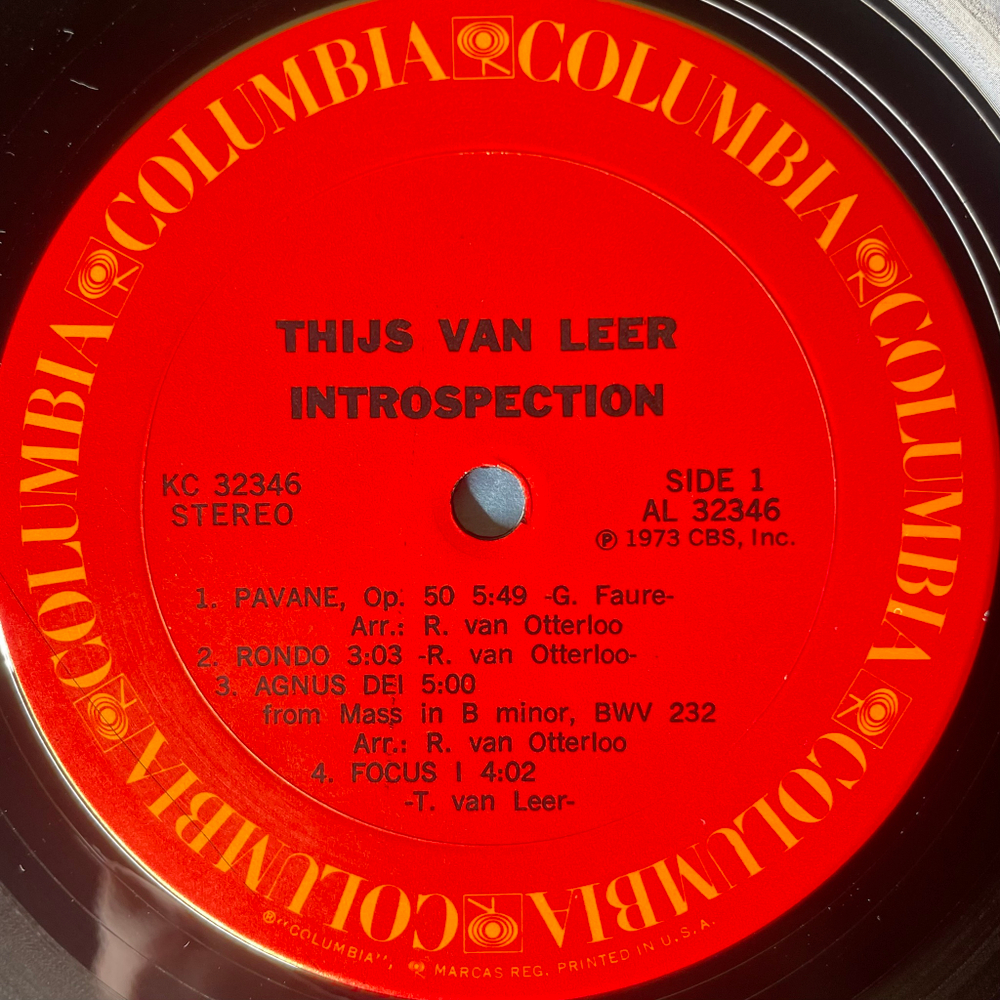 COLUMBIA COLUMBIA COLUMBIA COLUMBIA COLUMBIA COLUMBIA
THIJS VAN LEER
INTROSPECTION
KC 32346
STEREO
SIDE 1
AL 32346
Ⓟ 1973 CBS, Inc.
1. PAVANE, Op. 50 5:49 -G. Faure-
Arr.: R. van Otterloo
2. RONDO 3:03 -R. van Otterloo-
3. AGNUS DEI 5:00
from Mass in B minor, BWV 232
Arr.: R. van Otterloo
4. FOCUS I 4:02
-T. van Leer-
® "COLUMBIA", MARCAS REG. PRINTED IN U.S.A.